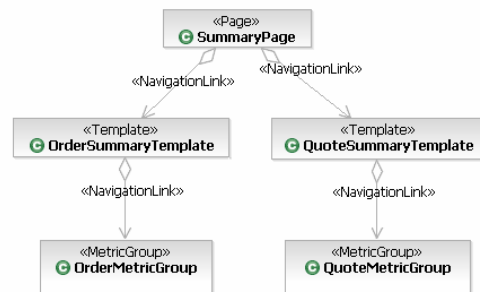 «Page»
C SummaryPage
«NavigationLink»
«NavigationLink»
«Template»
C OrderSummaryTemplate
«Template»
C QuoteSummaryTemplate
«NavigationLink»
«NavigationLink»
«MetricGroup»
C OrderMetricGroup
«MetricGroup»
C QuoteMetricGroup